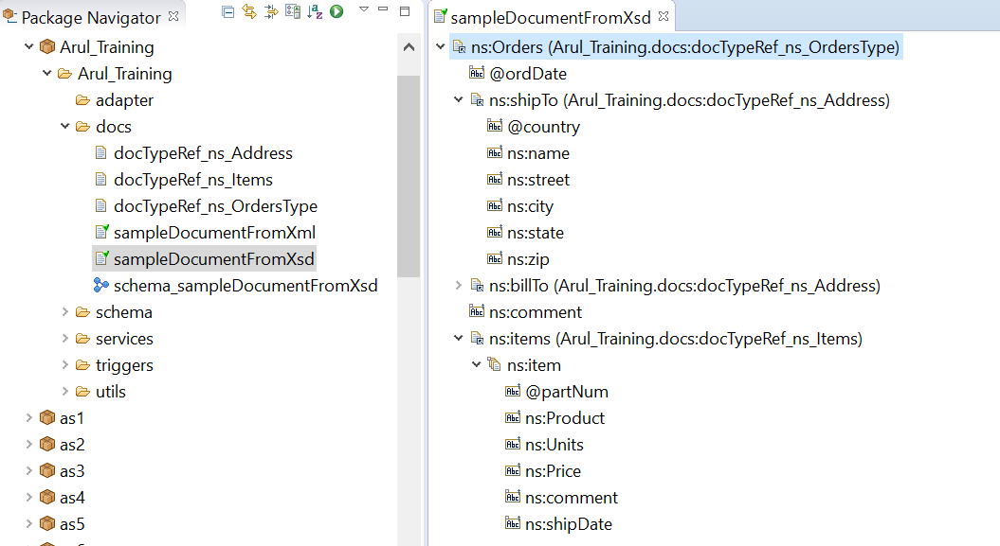 Package Navigator
Arul_Training
Arul_Training
adapter
docs
docTypeRef_ns_Address
docTypeRef_ns_Items
docTypeRef_ns_OrdersType
sampleDocumentFromXml
sampleDocumentFromXsd
schema_sampleDocumentFromXsd
schema
services
triggers
utils
as1
as2
as3
as4
as5
sampleDocumentFromXsd
ns:Orders (Arul_Training.docs:docTypeRef_ns_OrdersType)
@ordDate
ns:shipTo (Arul_Training.docs:docTypeRef_ns_Address)
@country
ns:name
ns:street
ns:city
ns:state
ns:zip
ns:billTo (Arul_Training.docs:docTypeRef_ns_Address)
ns:comment
ns:items (Arul_Training.docs:docTypeRef_ns_Items)
ns:item
@partNum
ns:Product
ns:Units
ns:Price
ns:comment
ns:shipDate